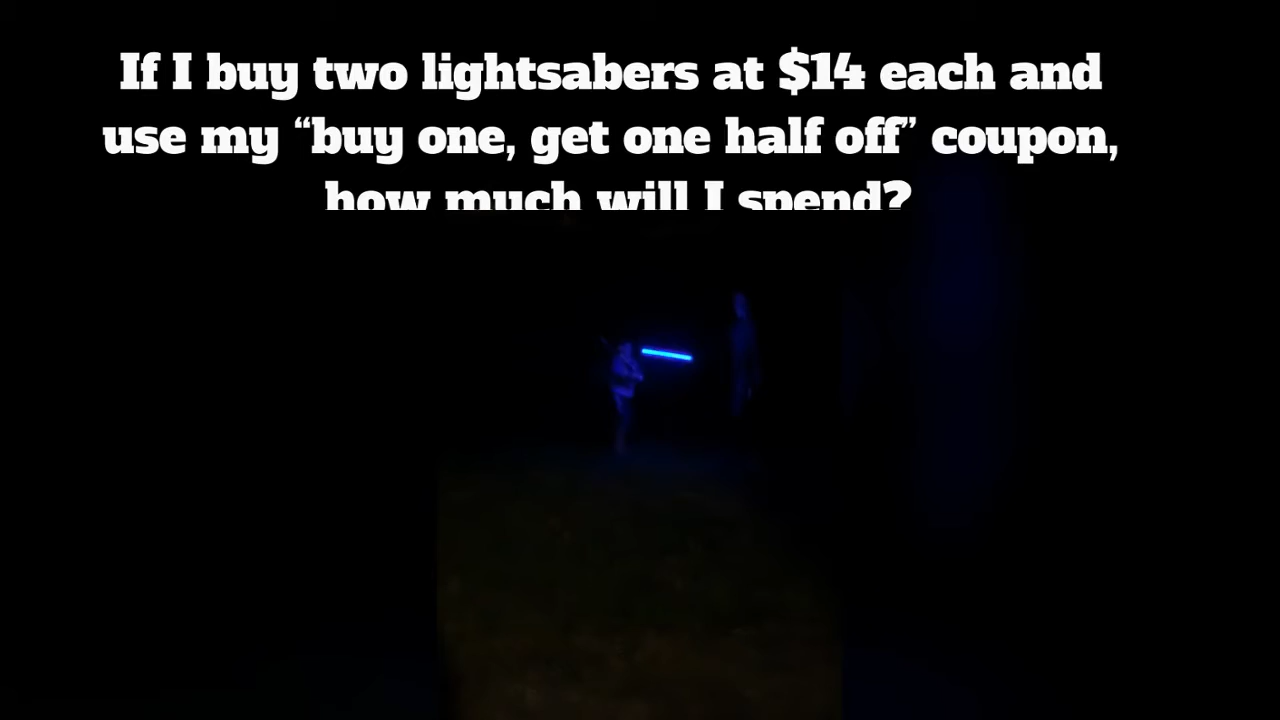 If I buy two lightsabers at $14 each and
use my “buy one, get one half off” coupon,
how much will I spend?